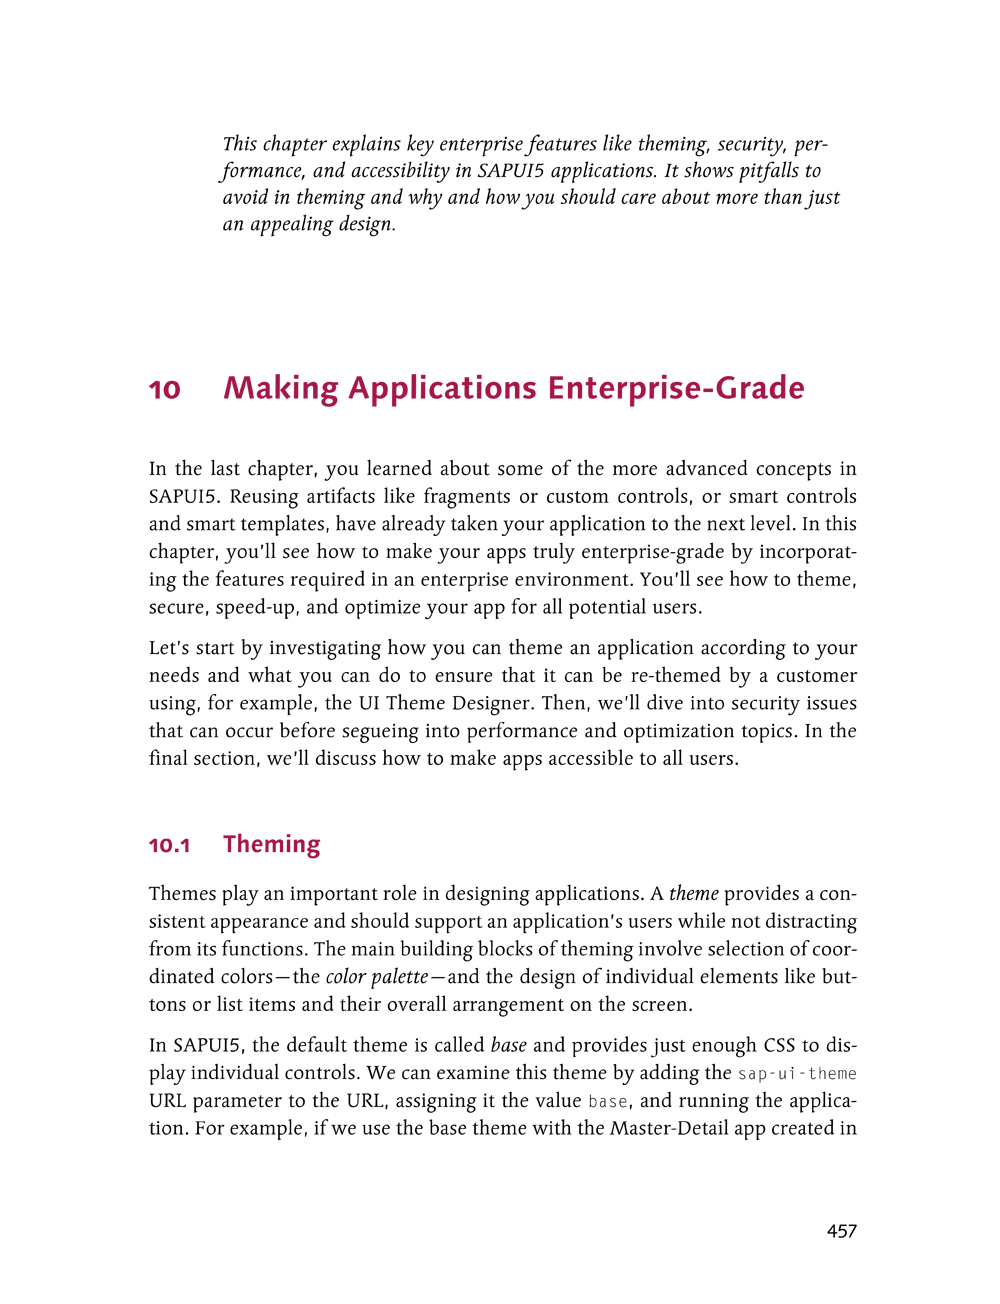 This chapter explains key enterprise features like theming, security, per-
formance, and accessibility in SAPUI5 applications. It shows pitfalls to
avoid in theming and why and how you should care about more than just
an appealing design.
10 Making Applications Enterprise-Grade
In the last chapter, you learned about some of the more advanced concepts in
SAPUI5. Reusing artifacts like fragments or custom controls, or smart controls
and smart templates, have already taken your application to the next level. In this
chapter, you'll see how to make your apps truly enterprise-grade by incorporat-
ing the features required in an enterprise environment. You'll see how to theme,
secure, speed-up, and optimize your app for all potential users.
Let's start by investigating how you can theme an application according to your
needs and what you can do to ensure that it can be re-themed by a customer
using, for example, the UI Theme Designer. Then, we'll dive into security issues
that can occur before segueing into performance and optimization topics. In the
final section, we'll discuss how to make apps accessible to all users.
10.1 Theming
Themes play an important role in designing applications. A theme provides a con-
sistent appearance and should support an application's users while not distracting
from its functions. The main building blocks of theming involve selection of coor-
dinated colors—the color palette—and the design of individual elements like but-
tons or list items and their overall arrangement on the screen.
In SAPUI5, the default theme is called base and provides just enough CSS to dis-
play individual controls. We can examine this theme by adding the sap-ui-theme
URL parameter to the URL, assigning it the value base, and running the applica-
tion. For example, if we use the base theme with the Master-Detail app created in
457